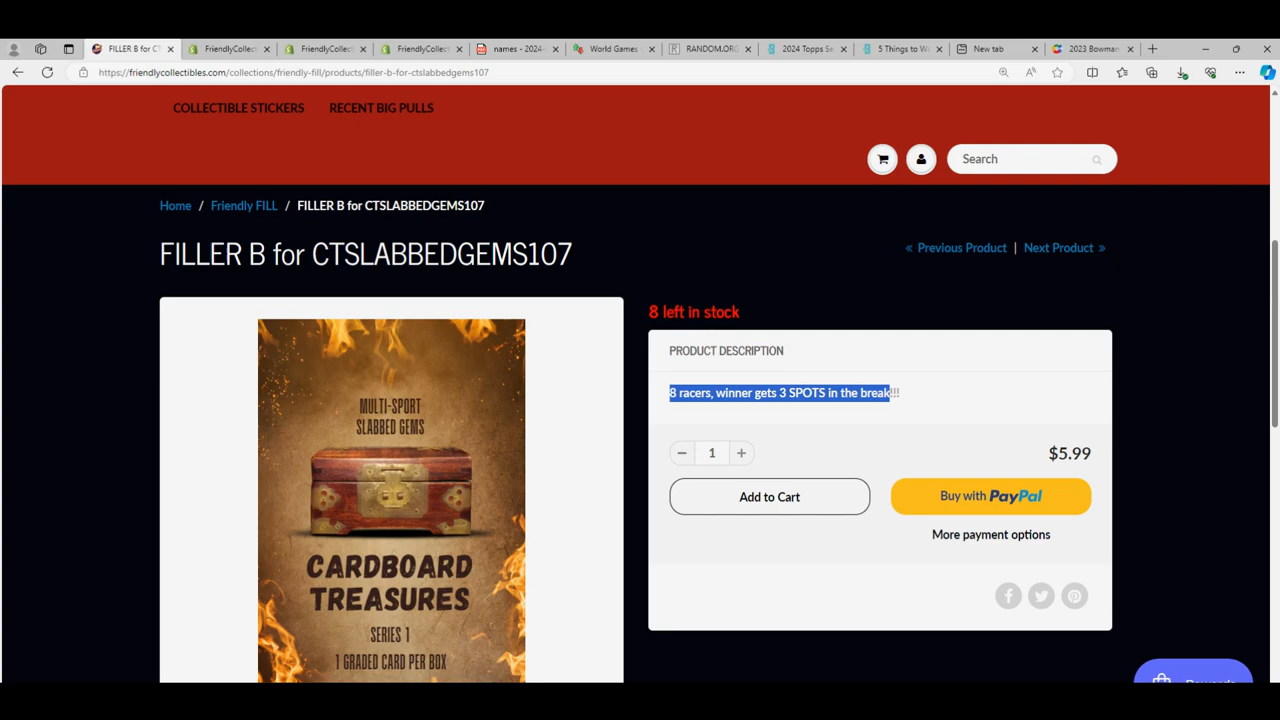 FILLER B for CT
FriendlyCollect
FriendlyCollect
FriendlyCollect
names - 2024-
World Games
RANDOM.ORG
2024 Topps Se
5 Things to Wa
New tab
2023 Bowman
https://friendlycollectibles.com/collections/friendly-fill/products/filler-b-for-ctslabbedgems107
COLLECTIBLE STICKERS RECENT BIG PULLS
Search
Home / Friendly FILL / FILLER B for CTSLABBEDGEMS107
FILLER B for CTSLABBEDGEMS107
« Previous Product | Next Product »
MULTI-SPORT
SLABBED GEMS
CARDBOARD
TREASURES
SERIES 1
1 GRADED CARD PER BOX
8 left in stock
PRODUCT DESCRIPTION
8 racers, winner gets 3 SPOTS in the break!!!
− 1 + $5.99
Add to Cart
Buy with PayPal
More payment options